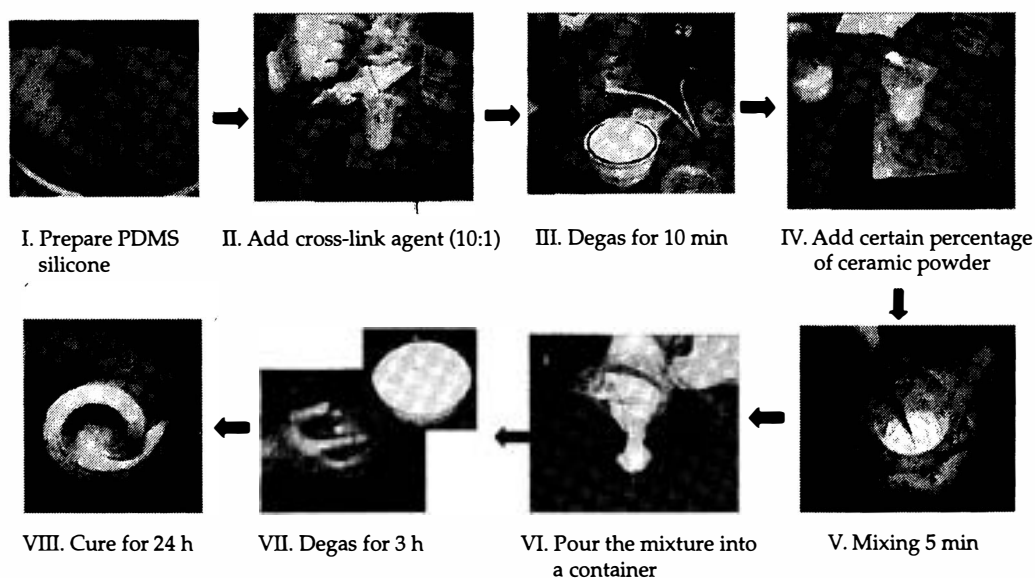 I. Prepare PDMS
silicone
II. Add cross-link agent (10:1)
III. Degas for 10 min
IV. Add certain percentage
of ceramic powder
V. Mixing 5 min
VI. Pour the mixture into
a container
VII. Degas for 3 h
VIII. Cure for 24 h